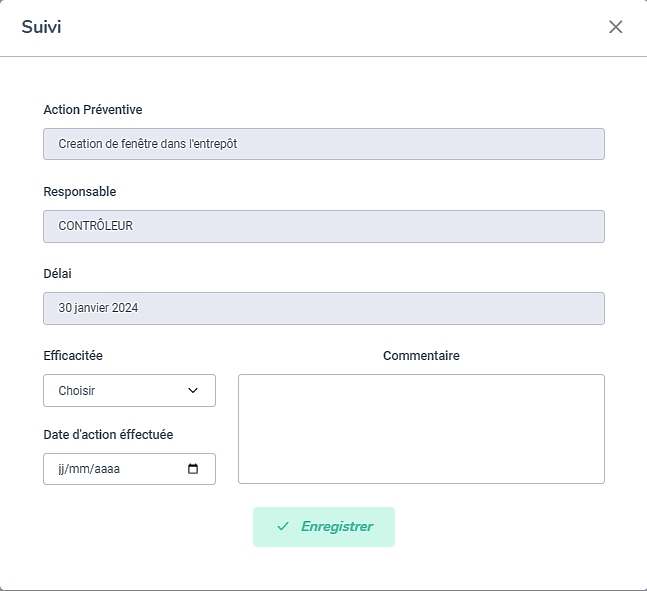 Suivi
Action Préventive
Creation de fenêtre dans l'entrepôt
Responsable
CONTRÔLEUR
Délai
30 janvier 2024
Efficacitée
Commentaire
Choisir
Date d'action éffectuée
jj/mm/aaaa
Enregistrer